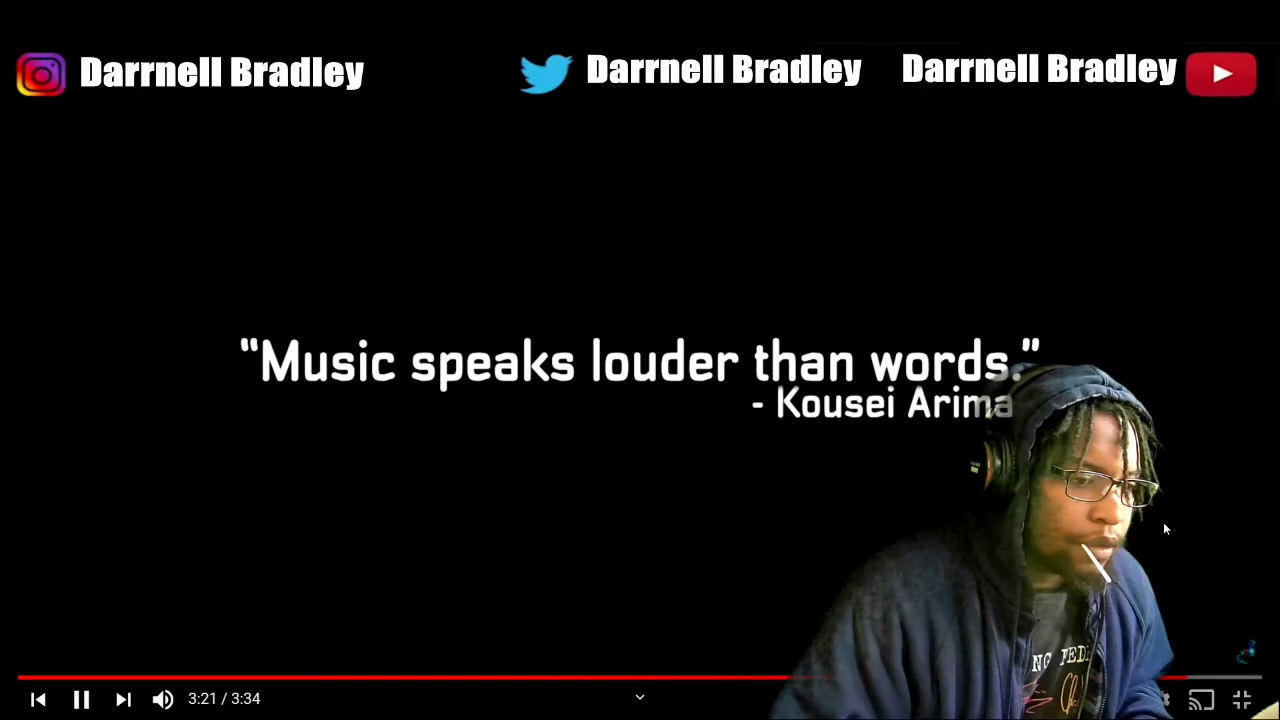 Darrnell Bradley
Darrnell Bradley
Darrnell Bradley
"Music speaks louder than words."
- Kousei Arima
3:21 / 3:34